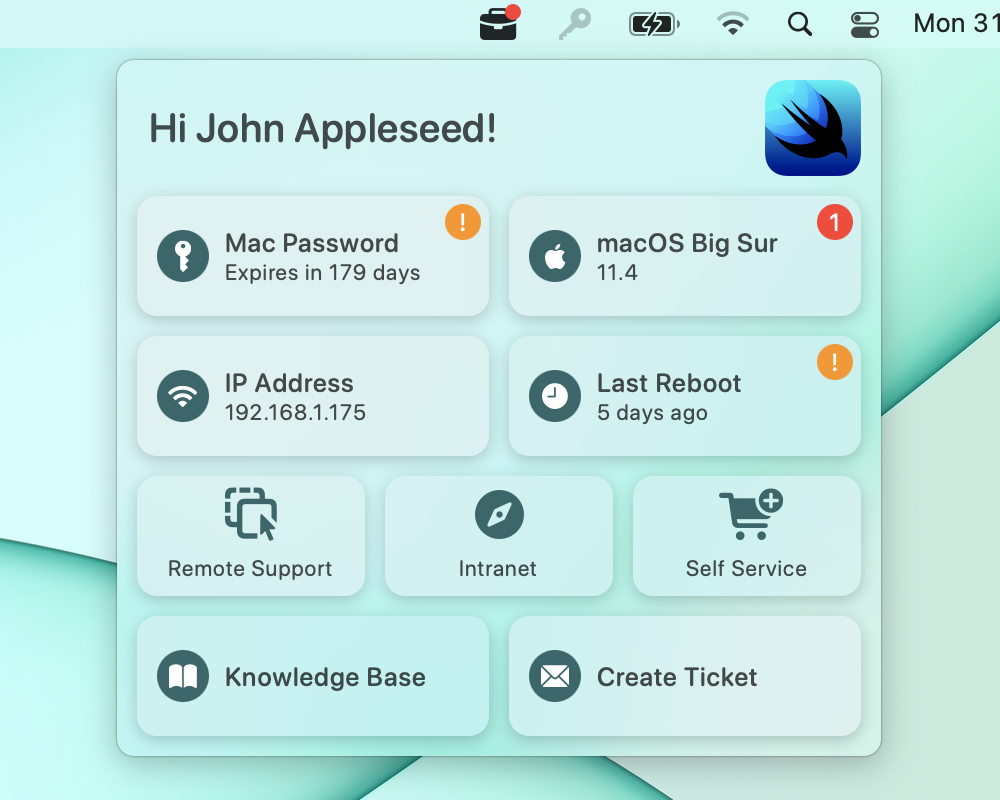 Mon 31
Hi John Appleseed!
Mac Password
Expires in 179 days
!
macOS Big Sur
11.4
1
IP Address
192.168.1.175
Last Reboot
5 days ago
!
Remote Support
Intranet
Self Service
Knowledge Base
Create Ticket